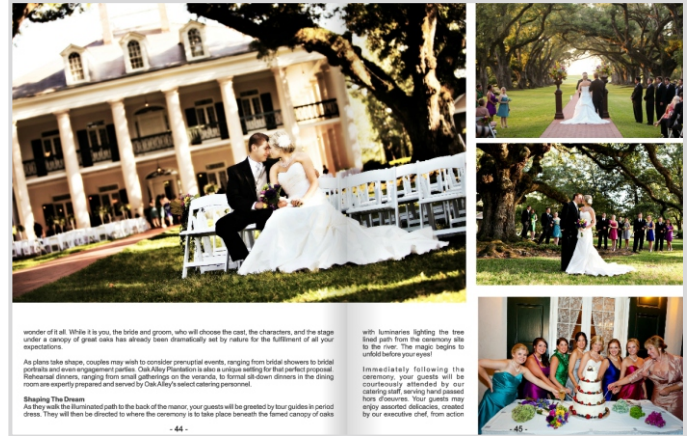 wonder of it all. While it is you, the bride and groom, who will choose the cast, the characters, and the stage
under a canopy of great oaks has already been dramatically set by nature for the fulfillment of all your
expectations.
As plans take shape, couples may wish to consider prenuptial events, ranging from bridal showers to bridal
portraits and even engagement parties. Oak Alley Plantation is also a unique setting for that perfect proposal.
Rehearsal dinners, ranging from small gatherings on the veranda, to formal sit-down dinners in the dining
room are expertly prepared and served by Oak Alley's select catering personnel.
Shaping The Dream
As they walk the illuminated path to the back of the manor, your guests will be greeted by tour guides in period
dress. They will then be directed to where the ceremony is to take place beneath the famed canopy of oaks
- 44 -
with luminaries lighting the tree
lined path from the ceremony site
to the river. The magic begins to
unfold before your eyes!
Immediately following the
ceremony, your guests will be
courteously attended by our
catering staff, serving hand passed
hors d'oeuvres. Your guests may
enjoy assorted delicacies, created
by our executive chef, from action
- 45 -